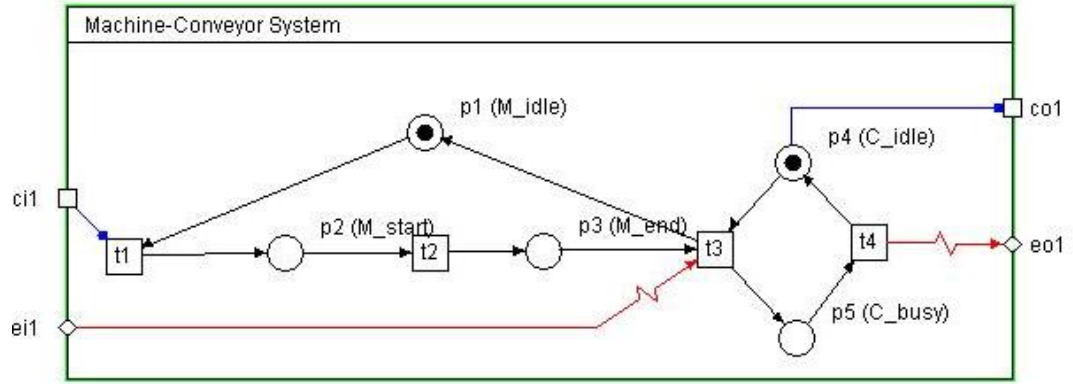 Machine-Conveyor System
p1 (M_idle)
co1
p4 (C_idle)
ci1
p2 (M_start)
p3 (M_end)
t1
t2
t3
t4
eo1
p5 (C_busy)
ei1